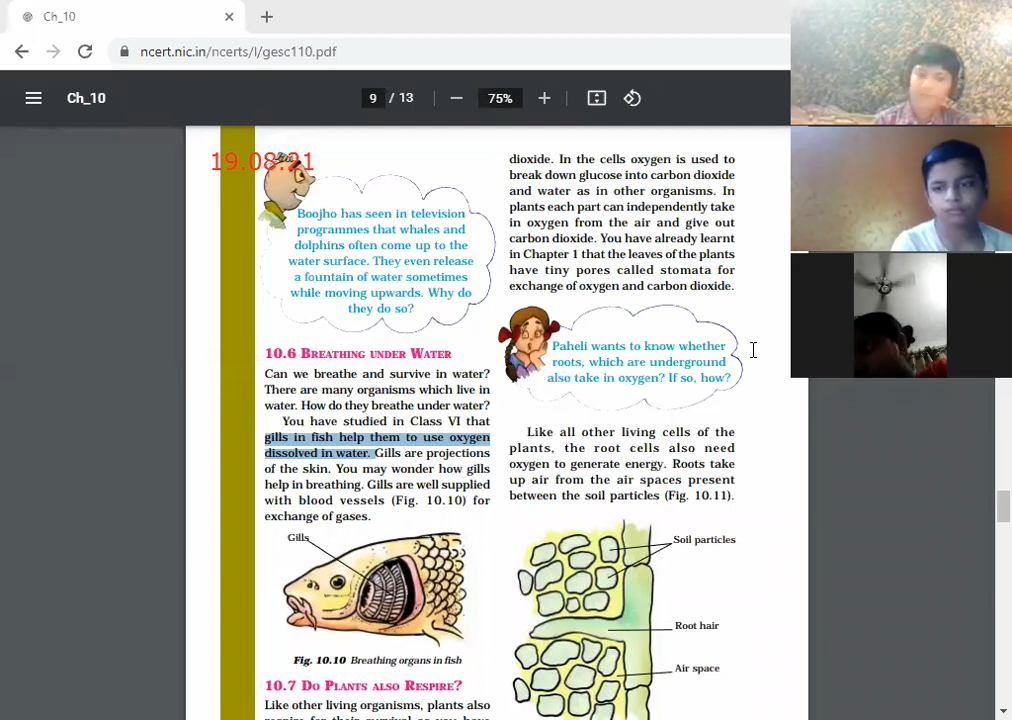 Ch_10
ncert.nic.in/ncerts/l/gesc110.pdf
Ch_10
9 / 13
75%
19.08.21
Boojho has seen in television
programmes that whales and
dolphins often come up to the
water surface. They even release
a fountain of water sometimes
while moving upwards. Why do
they do so?
10.6 BREATHING UNDER WATER
Can we breathe and survive in water?
There are many organisms which live in
water. How do they breathe under water?
You have studied in Class VI that
gills in fish help them to use oxygen
dissolved in water. Gills are projections
of the skin. You may wonder how gills
help in breathing. Gills are well supplied
with blood vessels (Fig. 10.10) for
exchange of gases.
Gills
Fig. 10.10 Breathing organs in fish
10.7 DO PLANTS ALSO RESPIRE?
Like other living organisms, plants also
respire for their survival as you have
dioxide. In the cells oxygen is used to
break down glucose into carbon dioxide
and water as in other organisms. In
plants each part can independently take
in oxygen from the air and give out
carbon dioxide. You have already learnt
in Chapter 1 that the leaves of the plants
have tiny pores called stomata for
exchange of oxygen and carbon dioxide.
Paheli wants to know whether
roots, which are underground
also take in oxygen? If so, how?
Like all other living cells of the
plants, the root cells also need
oxygen to generate energy. Roots take
up air from the air spaces present
between the soil particles (Fig. 10.11).
Soil particles
Root hair
Air space